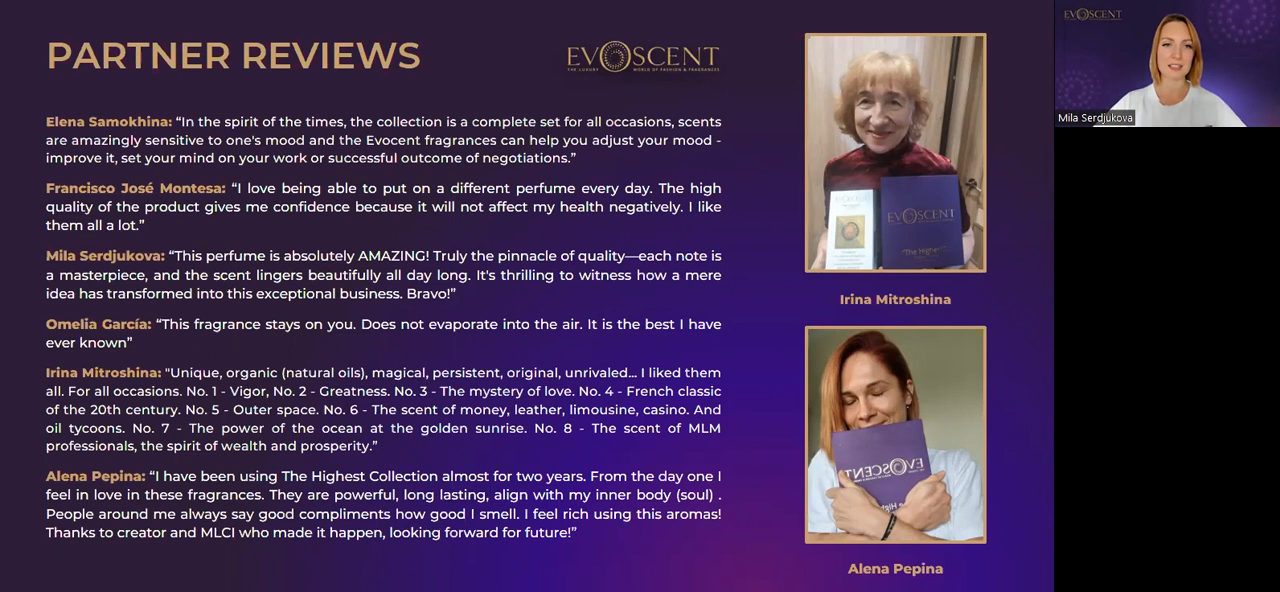 PARTNER REVIEWS
EVOSCENT
THE LUXURY WORLD OF FASHION & FRAGRANCES
Elena Samokhina: “In the spirit of the times, the collection is a complete set for all occasions, scents
are amazingly sensitive to one's mood and the Evocent fragrances can help you adjust your mood -
improve it, set your mind on your work or successful outcome of negotiations.”
Francisco José Montesa: “I love being able to put on a different perfume every day. The high
quality of the product gives me confidence because it will not affect my health negatively. I like
them all a lot.”
Mila Serdjukova: “This perfume is absolutely AMAZING! Truly the pinnacle of quality—each note is
a masterpiece, and the scent lingers beautifully all day long. It's thrilling to witness how a mere
idea has transformed into this exceptional business. Bravo!”
Omelia García: “This fragrance stays on you. Does not evaporate into the air. It is the best I have
ever known”
Irina Mitroshina: "Unique, organic (natural oils), magical, persistent, original, unrivaled... I liked them
all. For all occasions. No. 1 - Vigor, No. 2 - Greatness. No. 3 - The mystery of love. No. 4 - French classic
of the 20th century. No. 5 - Outer space. No. 6 - The scent of money, leather, limousine, casino. And
oil tycoons. No. 7 - The power of the ocean at the golden sunrise. No. 8 - The scent of MLM
professionals, the spirit of wealth and prosperity.”
Alena Pepina: “I have been using The Highest Collection almost for two years. From the day one I
feel in love in these fragrances. They are powerful, long lasting, align with my inner body (soul) .
People around me always say good compliments how good I smell. I feel rich using this aromas!
Thanks to creator and MLCI who made it happen, looking forward for future!”
EVOSCENT
"The Highest"
Irina Mitroshina
EVOSCENT
Alena Pepina
EVOSCENT
Mila Serdjukova